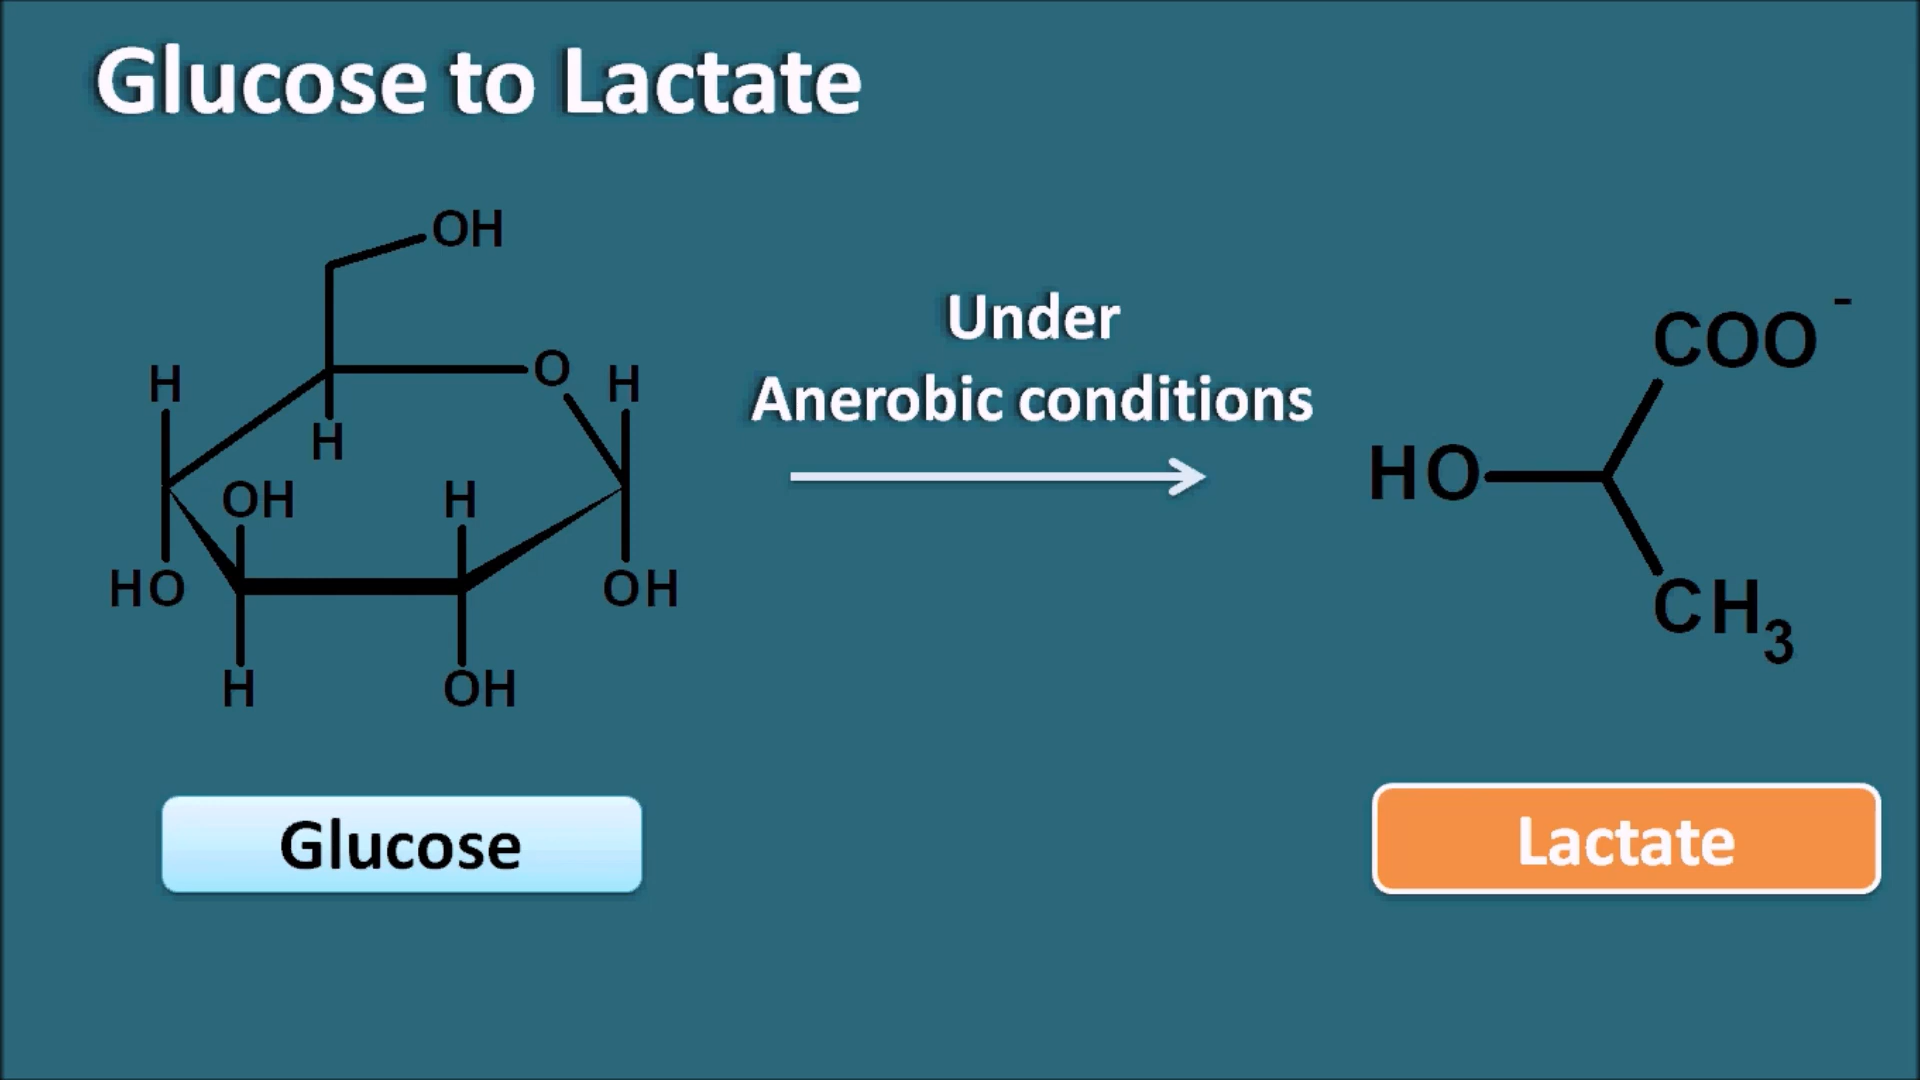 Glucose to Lactate
OH
H
O
H
H
OH
H
HO
OH
H
OH
Under
Anerobic conditions
COO -
HO
CH3
Glucose
Lactate